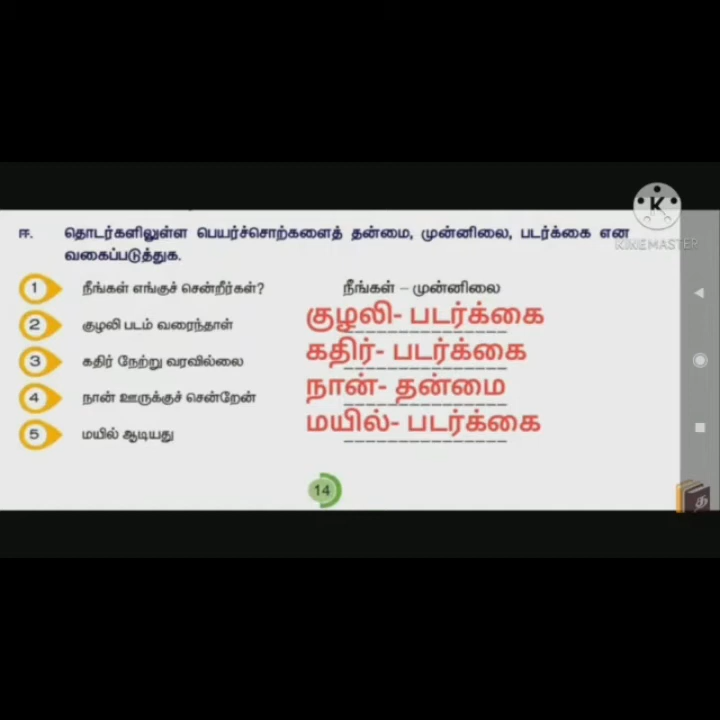 K
KINEMASTER
ஈ. தொடர்களிலுள்ள பெயர்ச்சொற்களைத் தன்மை, முன்னிலை, படர்க்கை என
வகைப்படுத்துக.
1 நீங்கள் எங்குச் சென்றீர்கள்? நீங்கள் – முன்னிலை
2 குழலி படம் வரைந்தாள் குழலி- படர்க்கை
3 கதிர் நேற்று வரவில்லை கதிர்- படர்க்கை
4 நான் ஊருக்குச் சென்றேன் நான்- தன்மை
5 மயில் ஆடியது மயில்- படர்க்கை
14
த